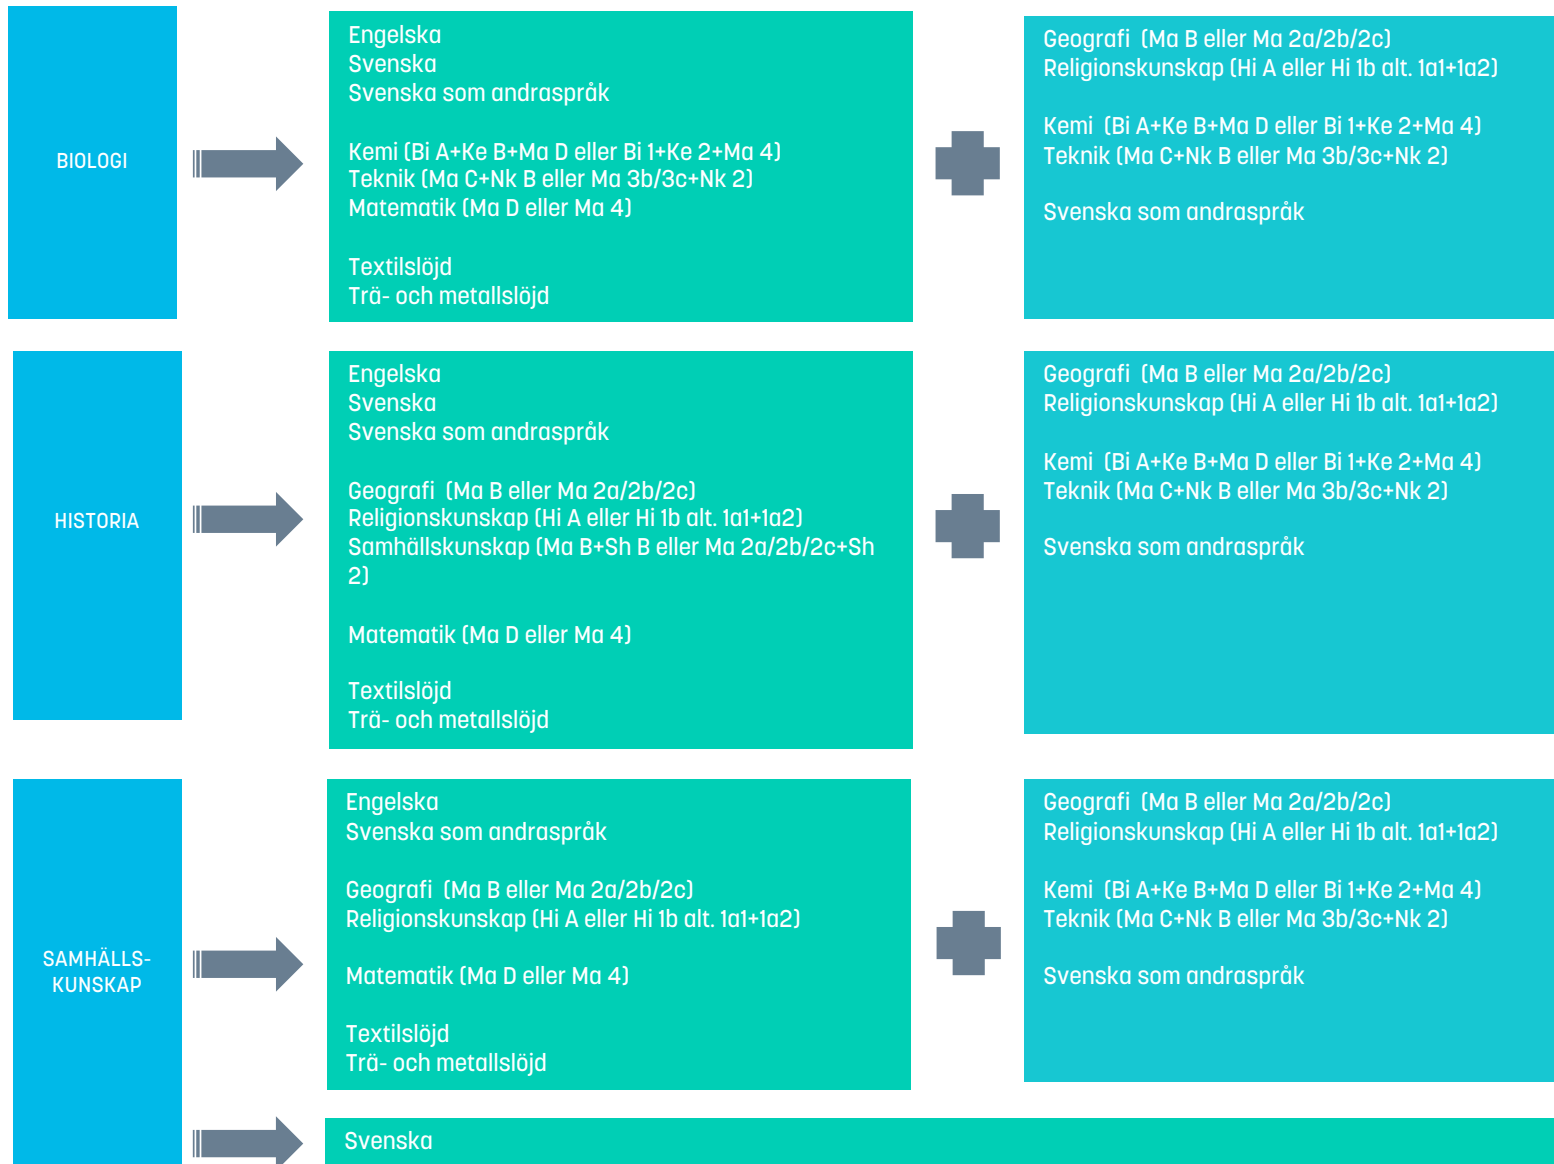 BIOLOGI
Engelska
Svenska
Svenska som andraspråk
Kemi (Bi A+Ke B+Ma D eller Bi 1+Ke 2+Ma 4)
Teknik (Ma C+Nk B eller Ma 3b/3c+Nk 2)
Matematik (Ma D eller Ma 4)
Textilslöjd
Trä- och metallslöjd
Geografi (Ma B eller Ma 2a/2b/2c)
Religionskunskap (Hi A eller Hi 1b alt. 1a1+1a2)
Kemi (Bi A+Ke B+Ma D eller Bi 1+Ke 2+Ma 4)
Teknik (Ma C+Nk B eller Ma 3b/3c+Nk 2)
Svenska som andraspråk
HISTORIA
Engelska
Svenska
Svenska som andraspråk
Geografi (Ma B eller Ma 2a/2b/2c)
Religionskunskap (Hi A eller Hi 1b alt. 1a1+1a2)
Samhällskunskap (Ma B+Sh B eller Ma 2a/2b/2c+Sh
2)
Matematik (Ma D eller Ma 4)
Textilslöjd
Trä- och metallslöjd
Geografi (Ma B eller Ma 2a/2b/2c)
Religionskunskap (Hi A eller Hi 1b alt. 1a1+1a2)
Kemi (Bi A+Ke B+Ma D eller Bi 1+Ke 2+Ma 4)
Teknik (Ma C+Nk B eller Ma 3b/3c+Nk 2)
Svenska som andraspråk
SAMHÄLLS-
KUNSKAP
Engelska
Svenska som andraspråk
Geografi (Ma B eller Ma 2a/2b/2c)
Religionskunskap (Hi A eller Hi 1b alt. 1a1+1a2)
Matematik (Ma D eller Ma 4)
Textilslöjd
Trä- och metallslöjd
Geografi (Ma B eller Ma 2a/2b/2c)
Religionskunskap (Hi A eller Hi 1b alt. 1a1+1a2)
Kemi (Bi A+Ke B+Ma D eller Bi 1+Ke 2+Ma 4)
Teknik (Ma C+Nk B eller Ma 3b/3c+Nk 2)
Svenska som andraspråk
Svenska